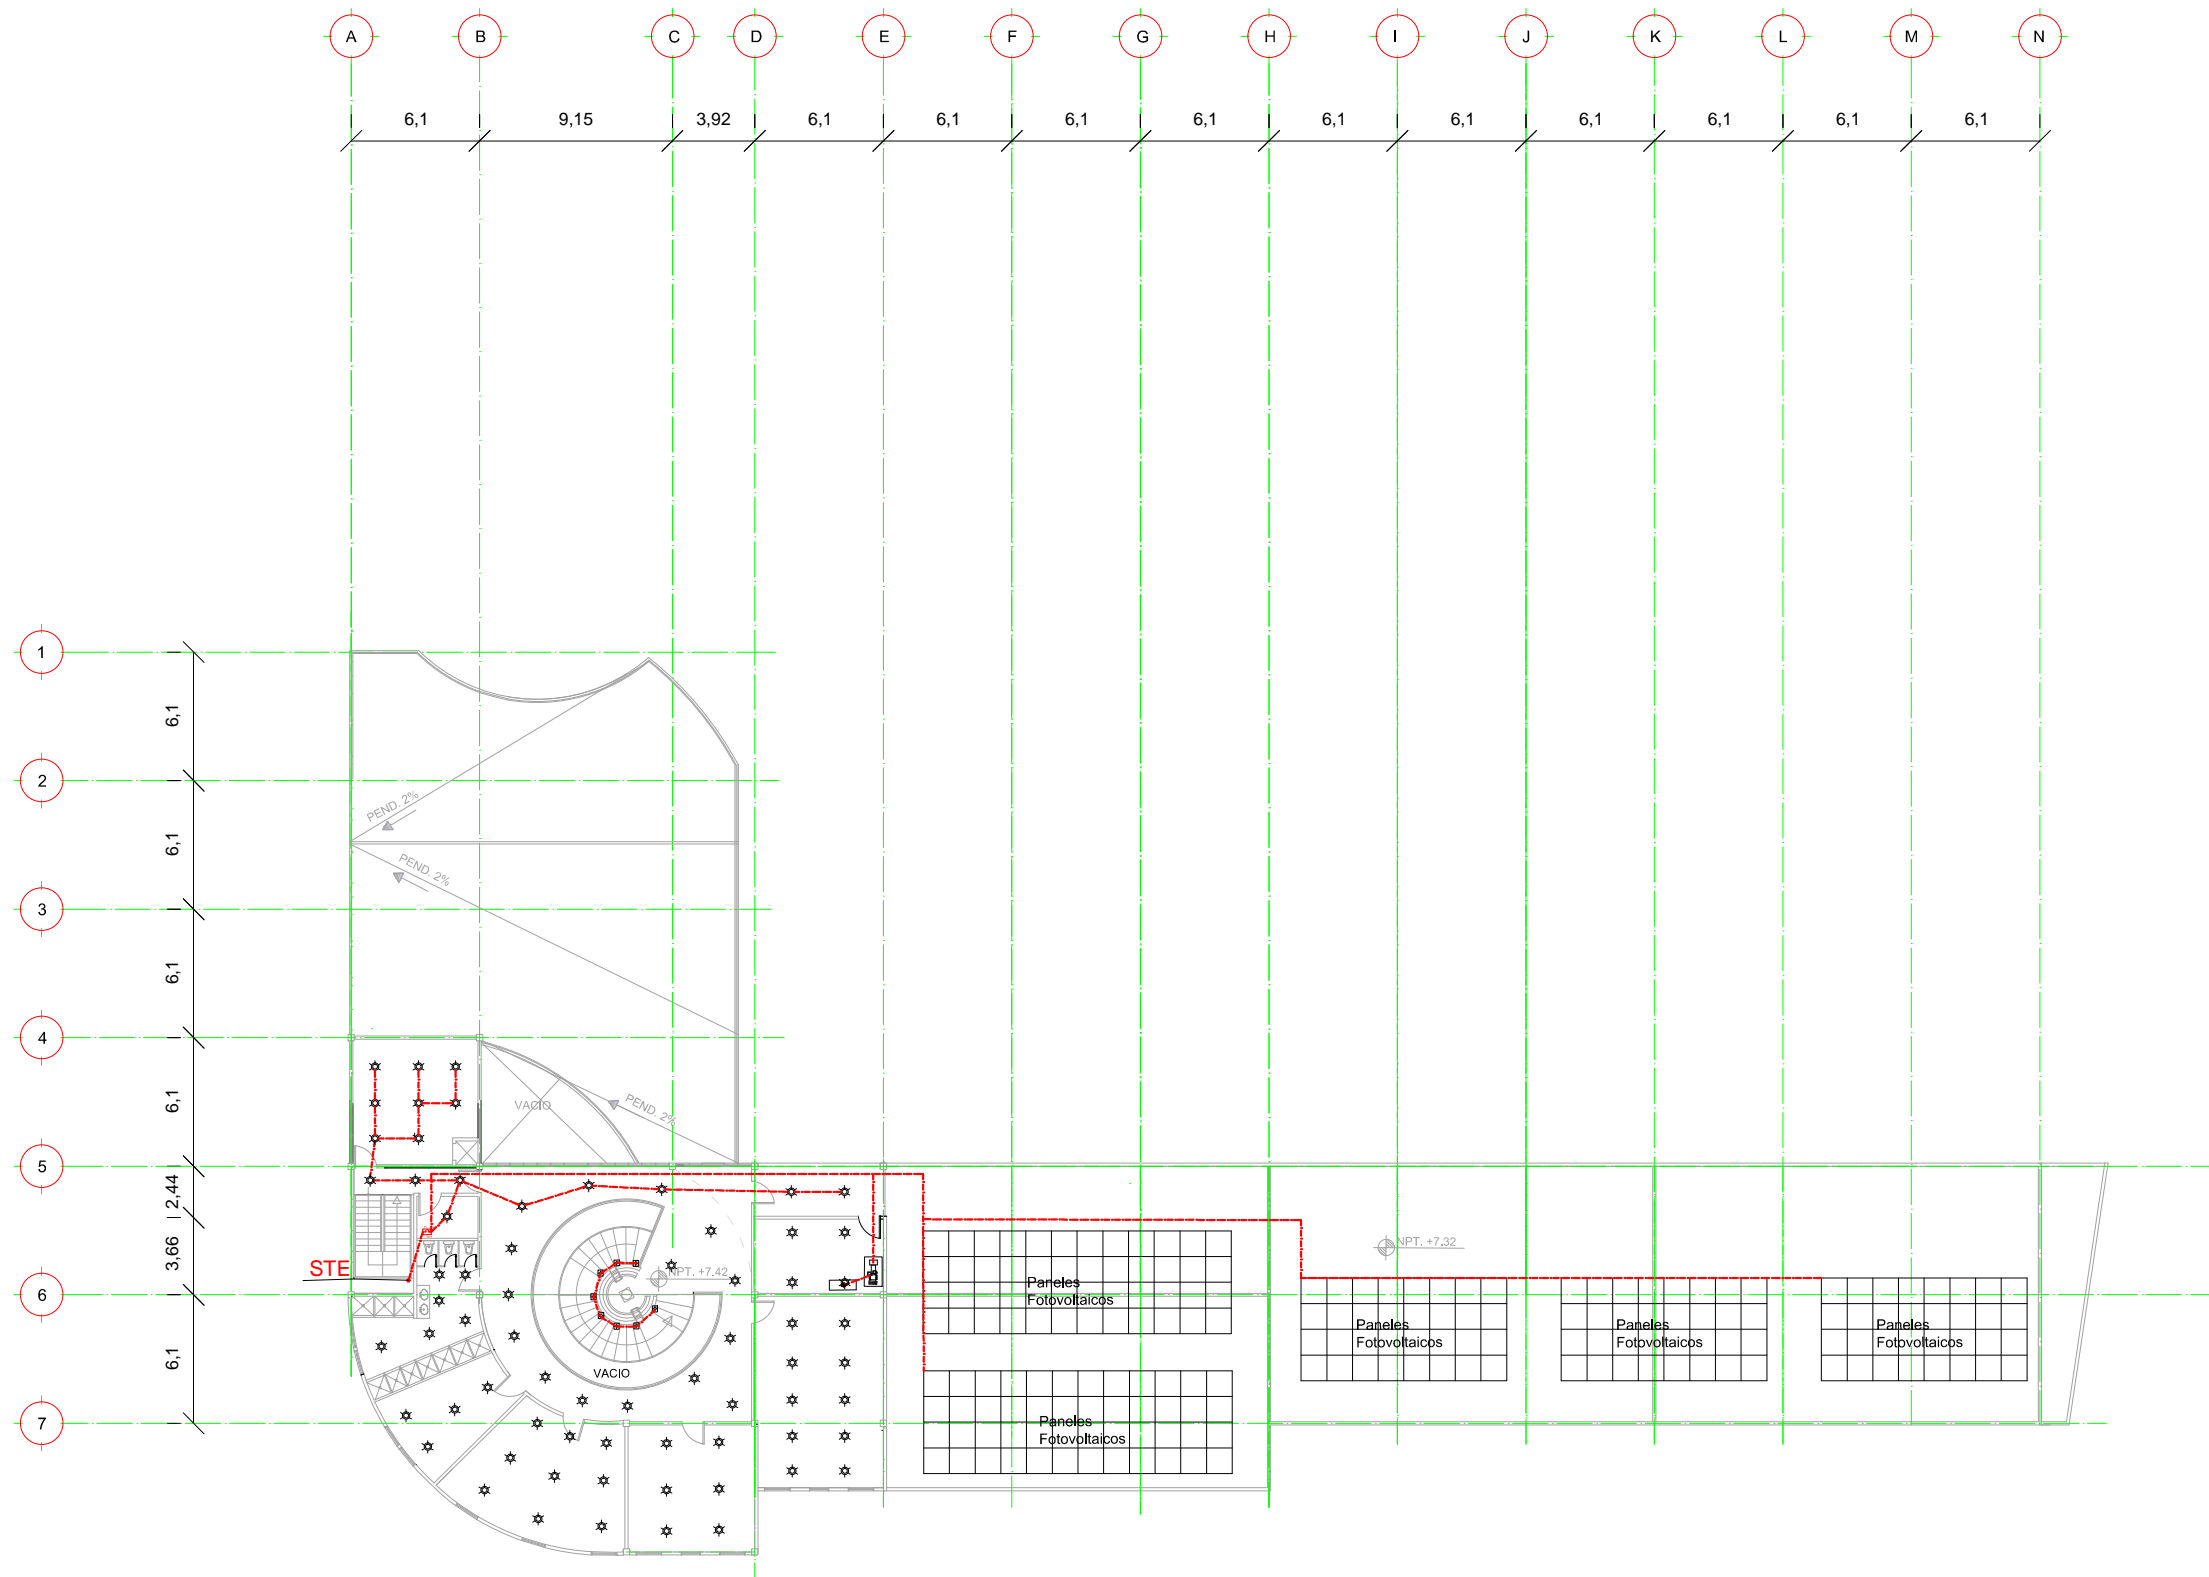 A B C D E F G H I J K L M N
6,1 9,15 3,92 6,1 6,1 6,1 6,1 6,1 6,1 6,1 6,1 6,1 6,1
1
6,1
2
PEND. 2%
6,1
PEND. 2%
3
6,1
4
6,1
VACIO
PEND. 2%
5
2,44
3,66
NPT. +7.32
STE
NPT. +7.42
6
Paneles
Fotovoltaicos
Paneles
Fotovoltaicos
Paneles
Fotovoltaicos
Paneles
Fotovoltaicos
6,1
VACIO
7
Paneles
Fotovoltaicos